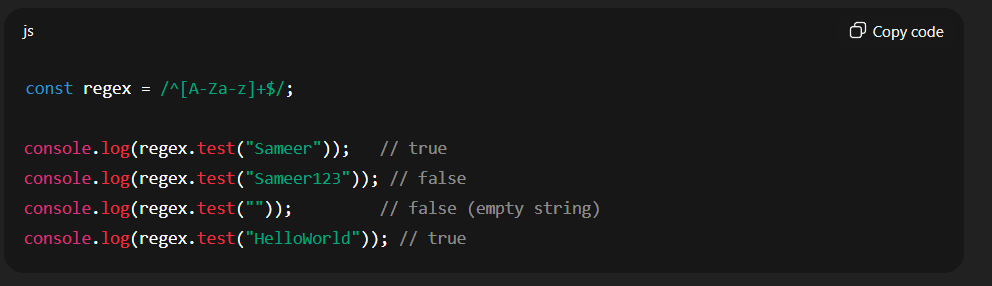 js
Copy code
const regex = /^[A-Za-z]+$/;
console.log(regex.test("Sameer"));   // true
console.log(regex.test("Sameer123")); // false
console.log(regex.test(""));         // false (empty string)
console.log(regex.test("HelloWorld")); // true